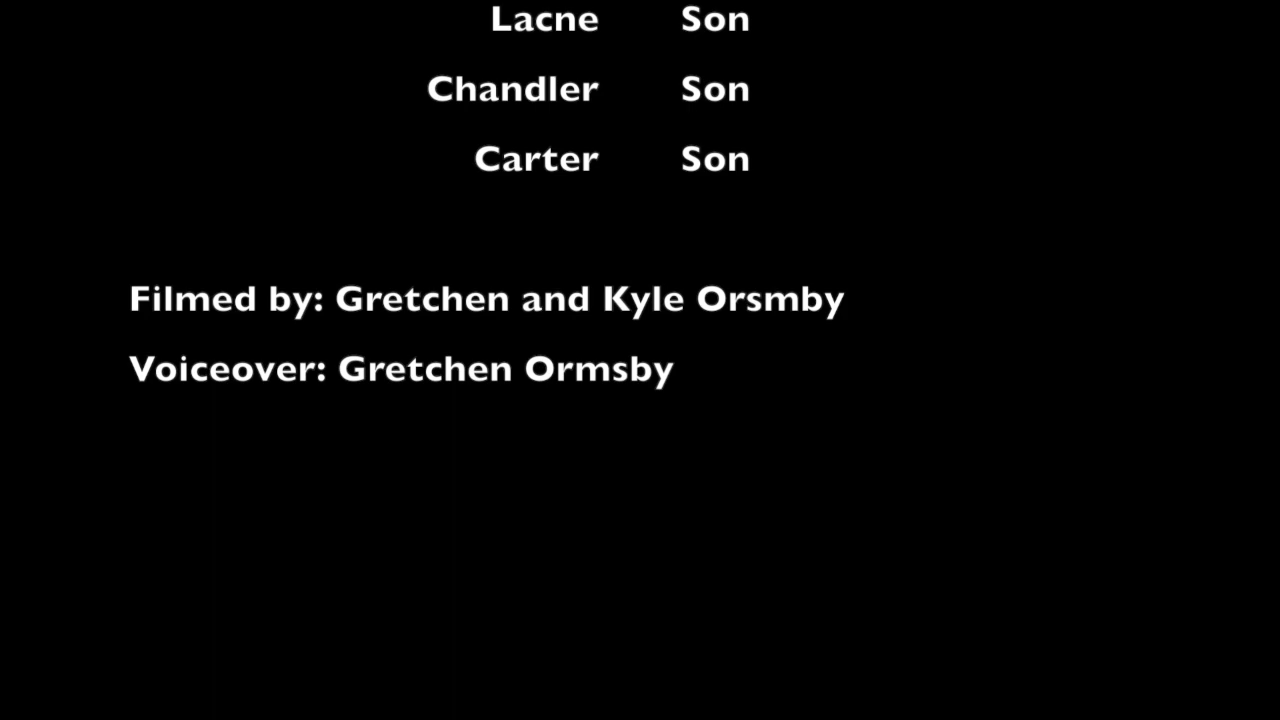 Lacne Son
Chandler Son
Carter Son
Filmed by: Gretchen and Kyle Orsmby
Voiceover: Gretchen Ormsby